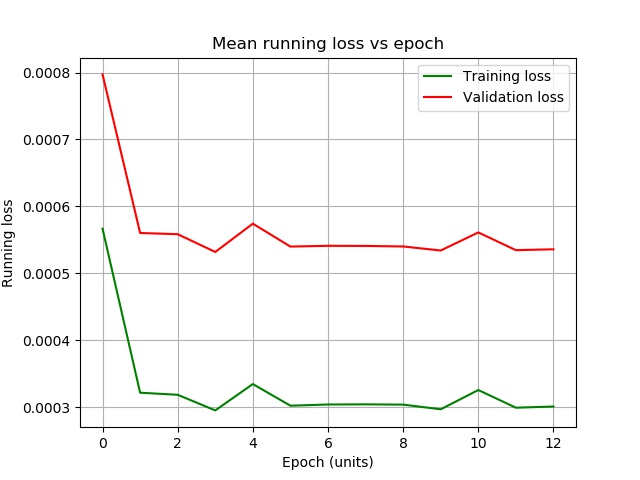 Mean running loss vs epoch
Training loss
Validation loss
0.0008
0.0007
0.0006
0.0005
0.0004
0.0003
Running loss
0 2 4 6 8 10 12
Epoch (units)